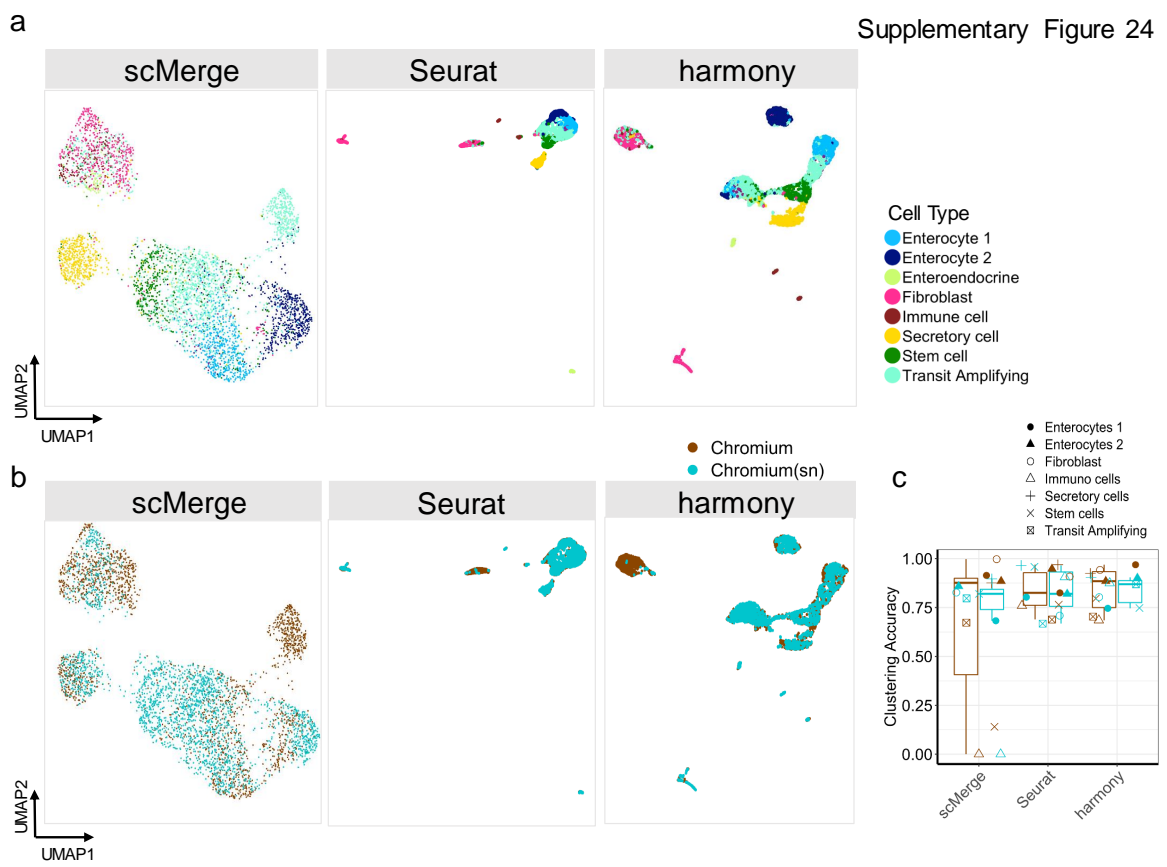 a
Supplementary Figure 24
scMerge
Seurat
harmony
Cell Type
Enterocyte 1
Enterocyte 2
Enteroendocrine
Fibroblast
Immune cell
Secretory cell
Stem cell
Transit Amplifying
UMAP2
UMAP1
Chromium
Chromium(sn)
b
scMerge
Seurat
harmony
UMAP2
UMAP1
Enterocytes 1
Enterocytes 2
Fibroblast
Immuno cells
Secretory cells
Stem cells
Transit Amplifying
c
Clustering Accuracy
1.00
0.75
0.50
0.25
0.00
scMerge
Seurat
harmony